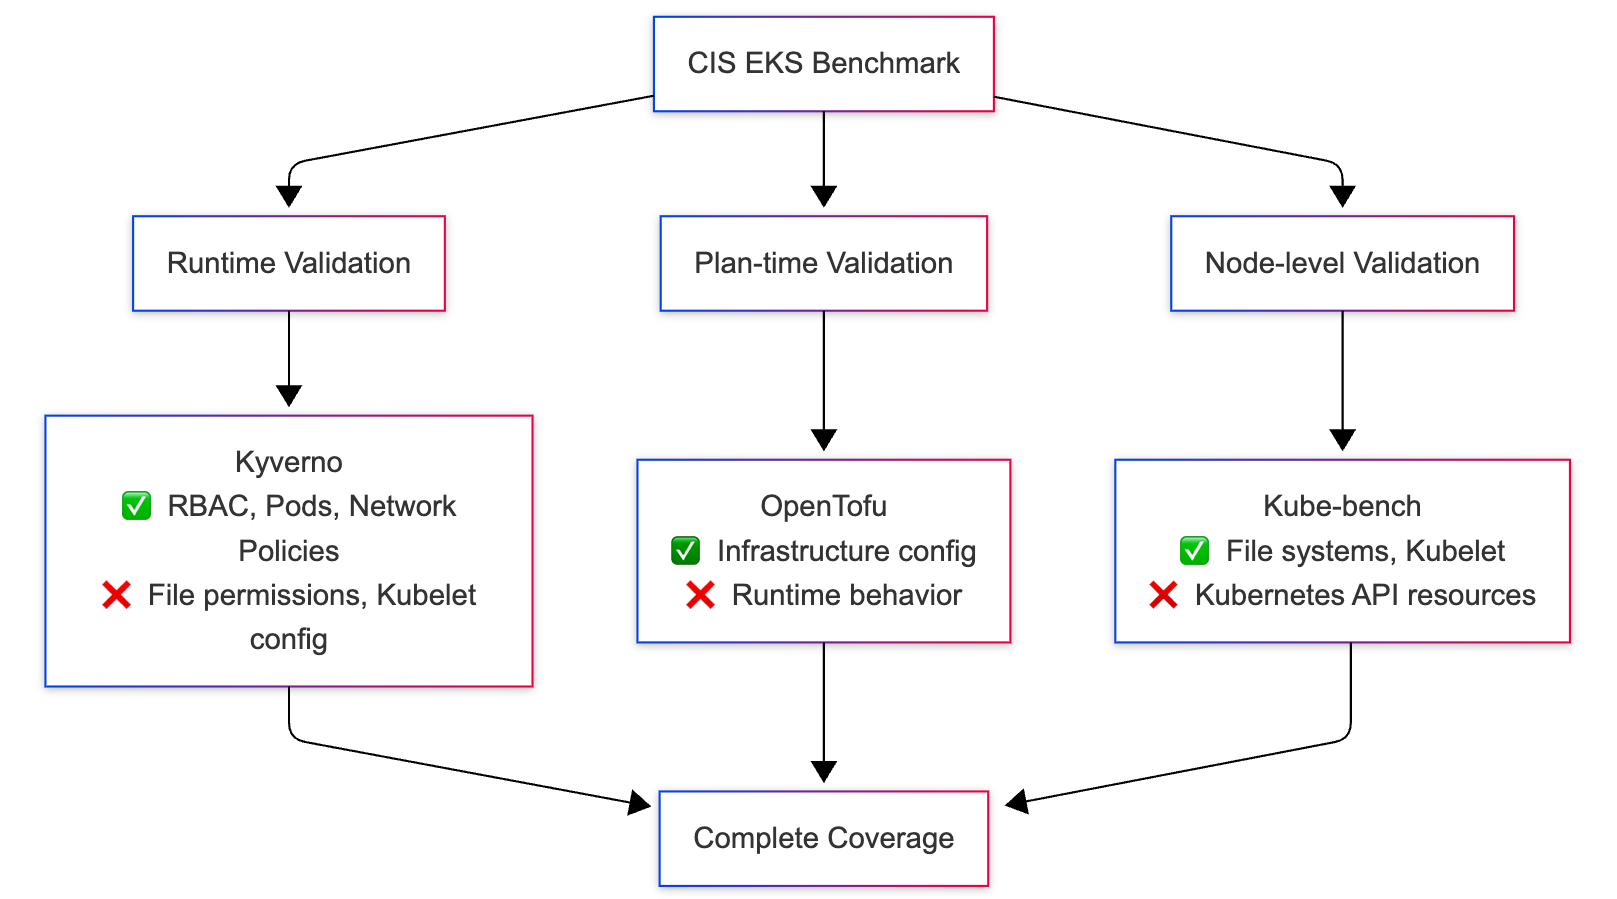 CIS EKS Benchmark
Runtime Validation
Plan-time Validation
Node-level Validation
Kyverno
✅ RBAC, Pods, Network
Policies
❌ File permissions, Kubelet
config
OpenTofu
✅ Infrastructure config
❌ Runtime behavior
Kube-bench
✅ File systems, Kubelet
❌ Kubernetes API resources
Complete Coverage